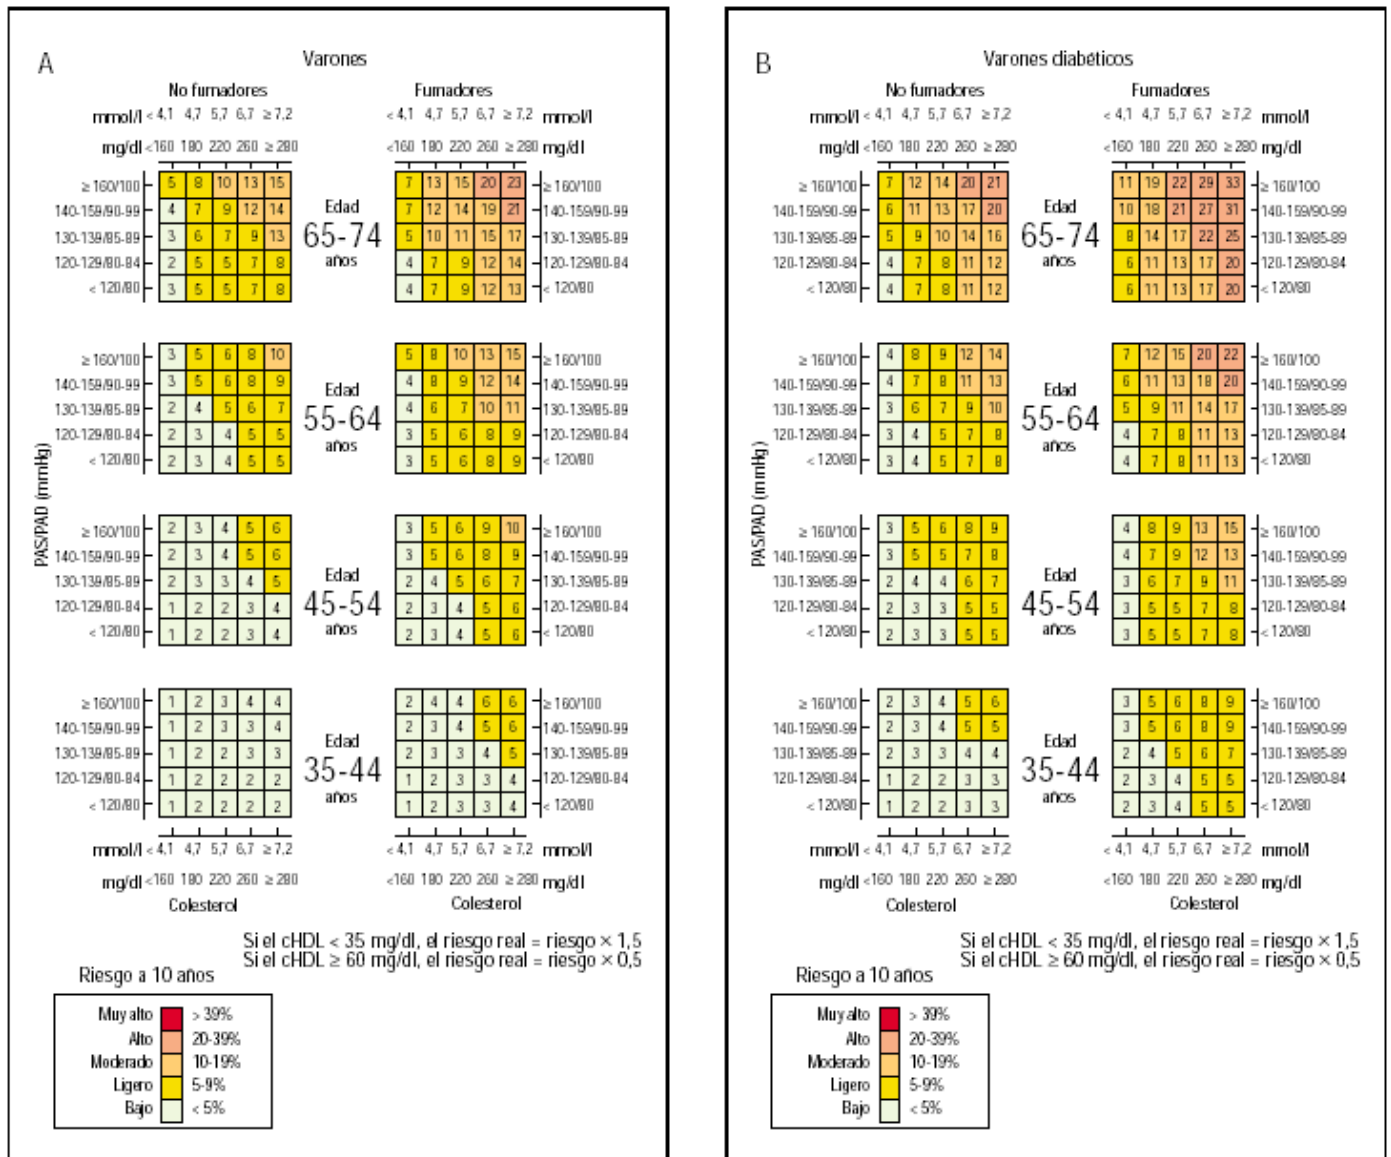 A
Varones
No fumadores Fumadores
mmol/l < 4,1 4,7 5,7 6,7 ≥ 7,2 < 4,1 4,7 5,7 6,7 ≥ 7,2 mmol/l
mg/dl <160 180 220 260 ≥ 280 <160 180 220 260 ≥ 280 mg/dl
PAS/PAD (mmHg)
≥ 160/100 5 8 10 13 15 7 13 15 20 23 ≥ 160/100
140-159/90-99 4 7 9 12 14 Edad 7 12 14 19 21 140-159/90-99
130-139/85-89 3 6 7 9 13 65-74 5 10 11 15 17 130-139/85-89
120-129/80-84 2 5 5 7 8 años 4 7 9 12 14 120-129/80-84
< 120/80 3 5 5 7 8 4 7 9 12 13 < 120/80
≥ 160/100 3 5 6 8 10 5 8 10 13 15 ≥ 160/100
140-159/90-99 3 5 6 8 9 Edad 4 8 9 12 14 140-159/90-99
130-139/85-89 2 4 5 6 7 55-64 4 6 7 10 11 130-139/85-89
120-129/80-84 2 3 4 5 5 años 3 5 6 8 9 120-129/80-84
< 120/80 2 3 4 5 5 3 5 6 8 9 < 120/80
≥ 160/100 2 3 4 5 6 3 5 6 9 10 ≥ 160/100
140-159/90-99 2 3 4 5 6 Edad 3 5 6 8 9 140-159/90-99
130-139/85-89 2 3 3 4 5 45-54 2 4 5 6 7 130-139/85-89
120-129/80-84 1 2 2 3 4 años 2 3 4 5 6 120-129/80-84
< 120/80 1 2 2 3 4 2 3 4 5 6 < 120/80
≥ 160/100 1 2 3 4 4 2 4 4 6 6 ≥ 160/100
140-159/90-99 1 2 3 3 4 Edad 2 3 4 5 6 140-159/90-99
130-139/85-89 1 2 2 3 3 35-44 2 3 3 4 5 130-139/85-89
120-129/80-84 1 2 2 2 2 años 1 2 3 3 4 120-129/80-84
< 120/80 1 2 2 2 2 1 2 3 3 4 < 120/80
mmol/l < 4,1 4,7 5,7 6,7 ≥ 7,2 < 4,1 4,7 5,7 6,7 ≥ 7,2 mmol/l
mg/dl <160 180 220 260 ≥ 280 <160 180 220 260 ≥ 280 mg/dl
Colesterol Colesterol
Si el cHDL < 35 mg/dl, el riesgo real = riesgo × 1,5
Si el cHDL ≥ 60 mg/dl, el riesgo real = riesgo × 0,5
Riesgo a 10 años
Muy alto > 39%
Alto 20-39%
Moderado 10-19%
Ligero 5-9%
Bajo < 5%
B
Varones diabéticos
No fumadores Fumadores
mmol/l < 4,1 4,7 5,7 6,7 ≥ 7,2 < 4,1 4,7 5,7 6,7 ≥ 7,2 mmol/l
mg/dl <160 180 220 260 ≥ 280 <160 180 220 260 ≥ 280 mg/dl
PAS/PAD (mmHg)
≥ 160/100 7 12 14 20 21 11 19 22 29 33 ≥ 160/100
140-159/90-99 6 11 13 17 20 Edad 10 18 21 27 31 140-159/90-99
130-139/85-89 5 9 10 14 16 65-74 8 14 17 22 25 130-139/85-89
120-129/80-84 4 7 8 11 12 años 6 11 13 17 20 120-129/80-84
< 120/80 4 7 8 11 12 6 11 13 17 20 < 120/80
≥ 160/100 4 8 9 12 14 7 12 15 20 22 ≥ 160/100
140-159/90-99 4 7 8 11 13 Edad 6 11 13 18 20 140-159/90-99
130-139/85-89 3 6 7 9 10 55-64 5 9 11 14 17 130-139/85-89
120-129/80-84 3 4 5 7 8 años 4 7 8 11 13 120-129/80-84
< 120/80 3 4 5 7 8 4 7 8 11 13 < 120/80
≥ 160/100 3 5 6 8 9 4 8 9 13 15 ≥ 160/100
140-159/90-99 3 5 5 7 8 Edad 4 7 9 12 13 140-159/90-99
130-139/85-89 2 4 4 6 7 45-54 3 6 7 9 11 130-139/85-89
120-129/80-84 2 3 3 5 5 años 3 5 5 7 8 120-129/80-84
< 120/80 2 3 3 5 5 3 5 5 7 8 < 120/80
≥ 160/100 2 3 4 5 6 3 5 6 8 9 ≥ 160/100
140-159/90-99 2 3 4 5 5 Edad 3 5 6 8 9 140-159/90-99
130-139/85-89 2 3 3 4 4 35-44 2 4 5 6 7 130-139/85-89
120-129/80-84 2 2 2 3 3 años 2 3 4 5 5 120-129/80-84
< 120/80 2 2 2 3 3 2 3 4 5 5 < 120/80
mmol/l < 4,1 4,7 5,7 6,7 ≥7,2 < 4,1 4,7 5,7 6,7 ≥ 7,2 mmol/l
mg/dl <160 180 220 260 ≥ 280 <160 180 220 260 ≥ 280 mg/dl
Colesterol Colesterol
Si el cHDL < 35 mg/dl, el riesgo real = riesgo × 1,5
Si el cHDL ≥ 60 mg/dl, el riesgo real = riesgo × 0,5
Riesgo a 10 años
Muy alto > 39%
Alto 20-39%
Moderado 10-19%
Ligero 5-9%
Bajo < 5%